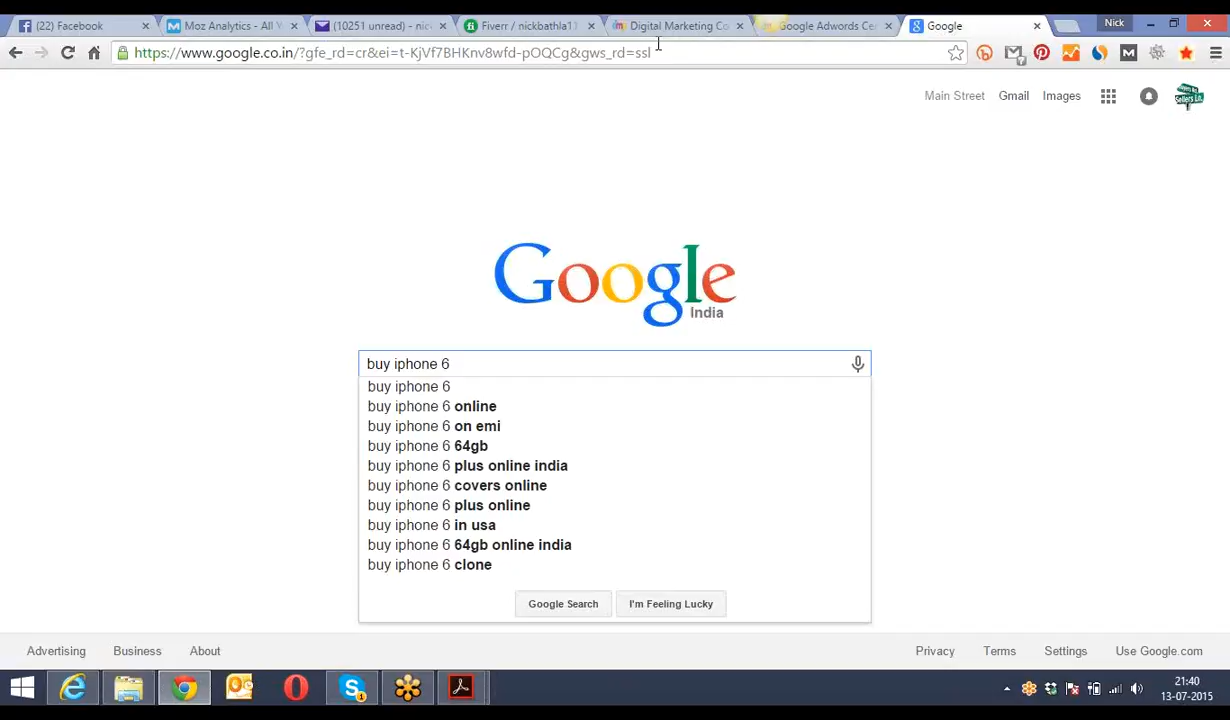 (22) Facebook
Moz Analytics - All V
(10251 unread) - nick
Fiverr / nickbathla11
Digital Marketing Co
Google Adwords Cer
Google
Nick
https://www.google.co.in/?gfe_rd=cr&ei=t-KjVf7BHKnv8wfd-pOQCg&gws_rd=ssl
Main Street Gmail Images
Sellers Ln.
Google
India
buy iphone 6
buy iphone 6
buy iphone 6 online
buy iphone 6 on emi
buy iphone 6 64gb
buy iphone 6 plus online india
buy iphone 6 covers online
buy iphone 6 plus online
buy iphone 6 in usa
buy iphone 6 64gb online india
buy iphone 6 clone
Google Search I'm Feeling Lucky
Advertising Business About Privacy Terms Settings Use Google.com
21:40
13-07-2015